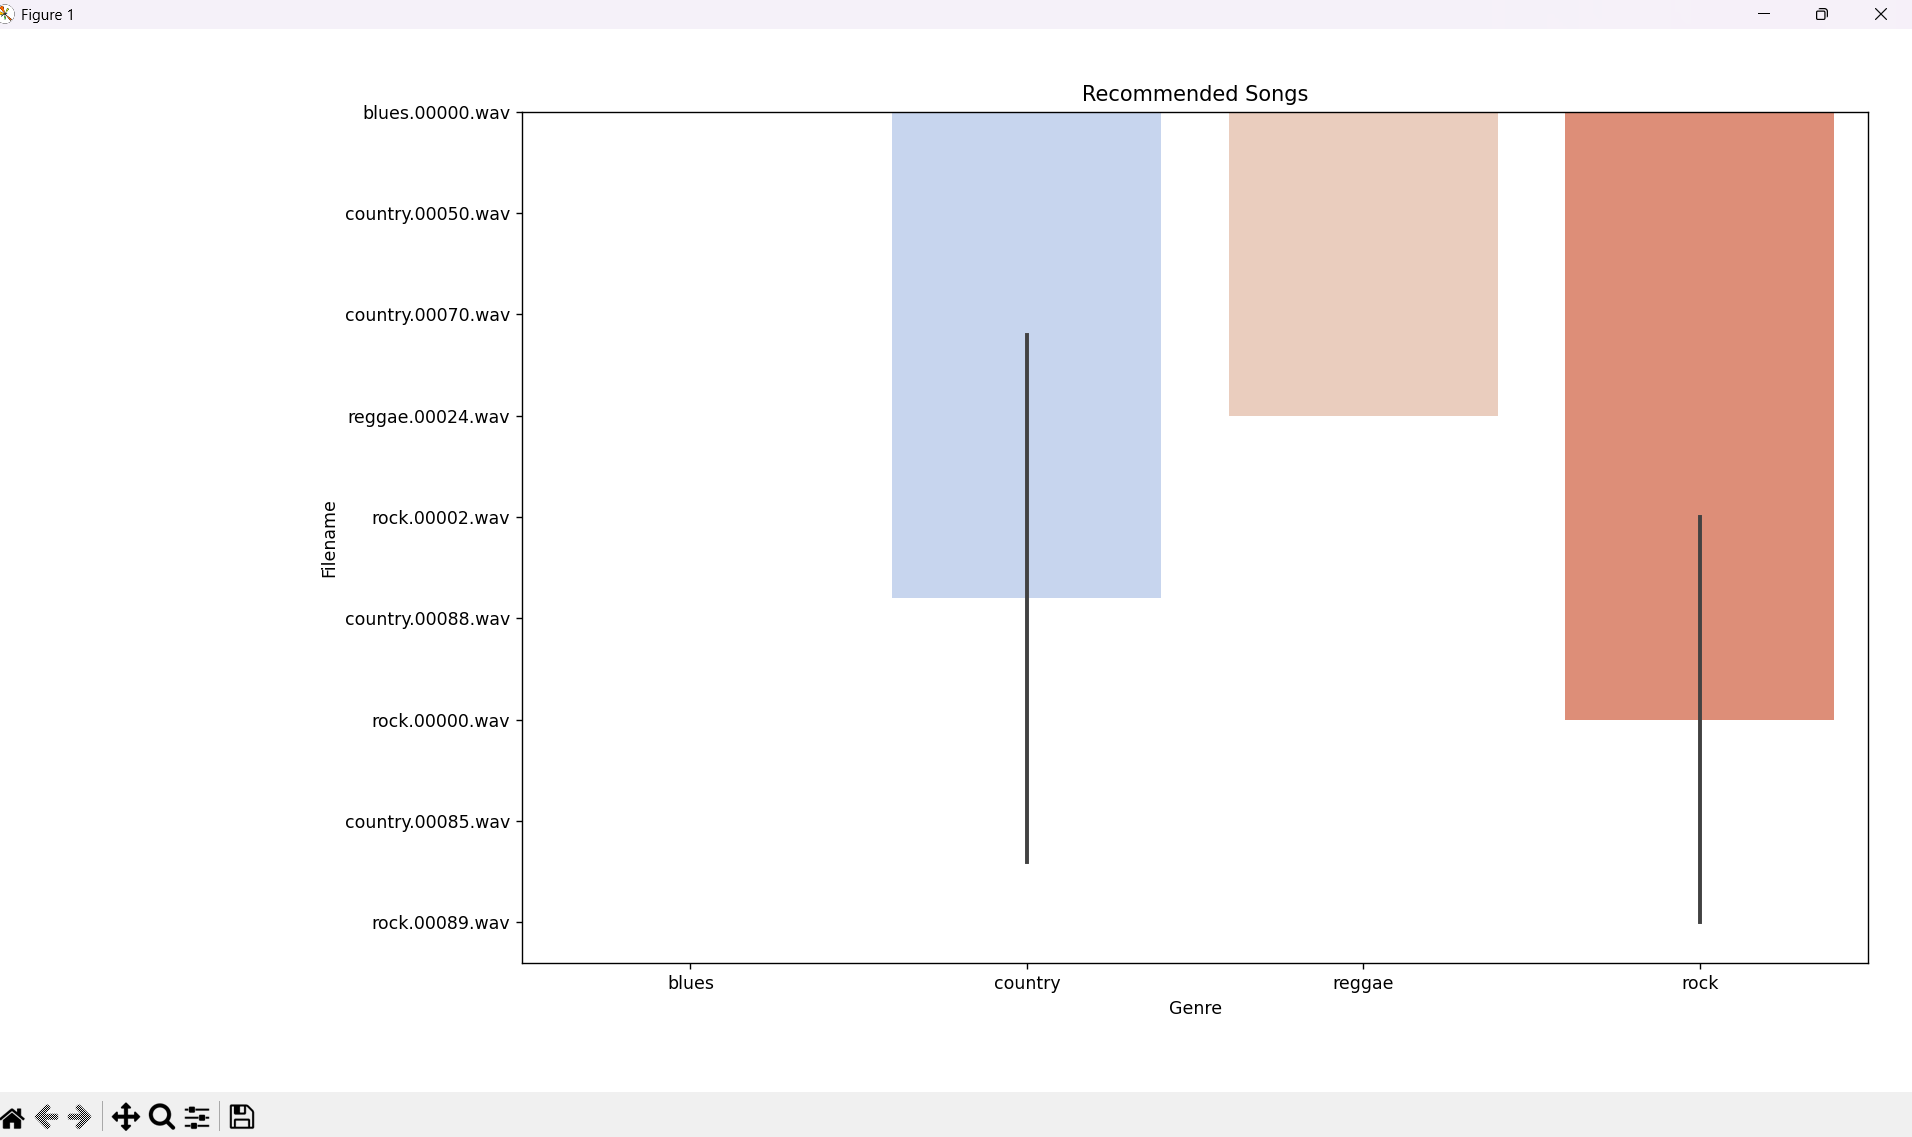 Figure 1
Recommended Songs
blues.00000.wav
country.00050.wav
country.00070.wav
reggae.00024.wav
rock.00002.wav
country.00088.wav
rock.00000.wav
country.00085.wav
rock.00089.wav
Filename
blues country reggae rock
Genre